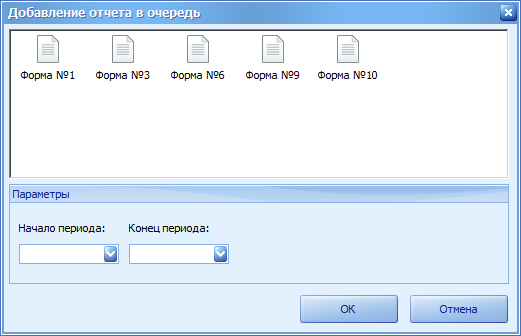 Добавление отчета в очередь
Форма №1 Форма №3 Форма №6 Форма №9 Форма №10
Параметры
Начало периода: Конец периода:
ОК Отмена